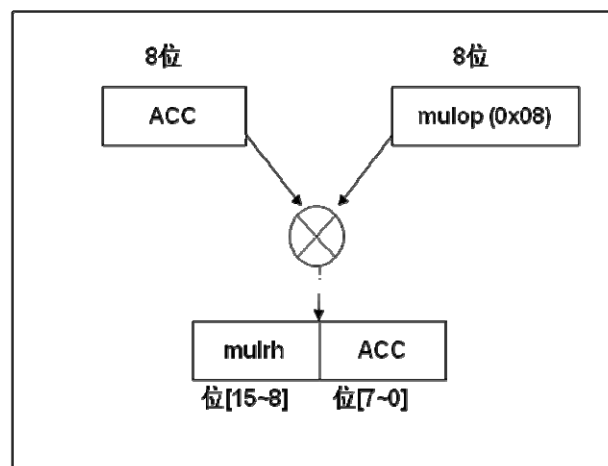 8位 8位
ACC mulop (0x08)
mulrh ACC
位[15~8] 位[7~0]